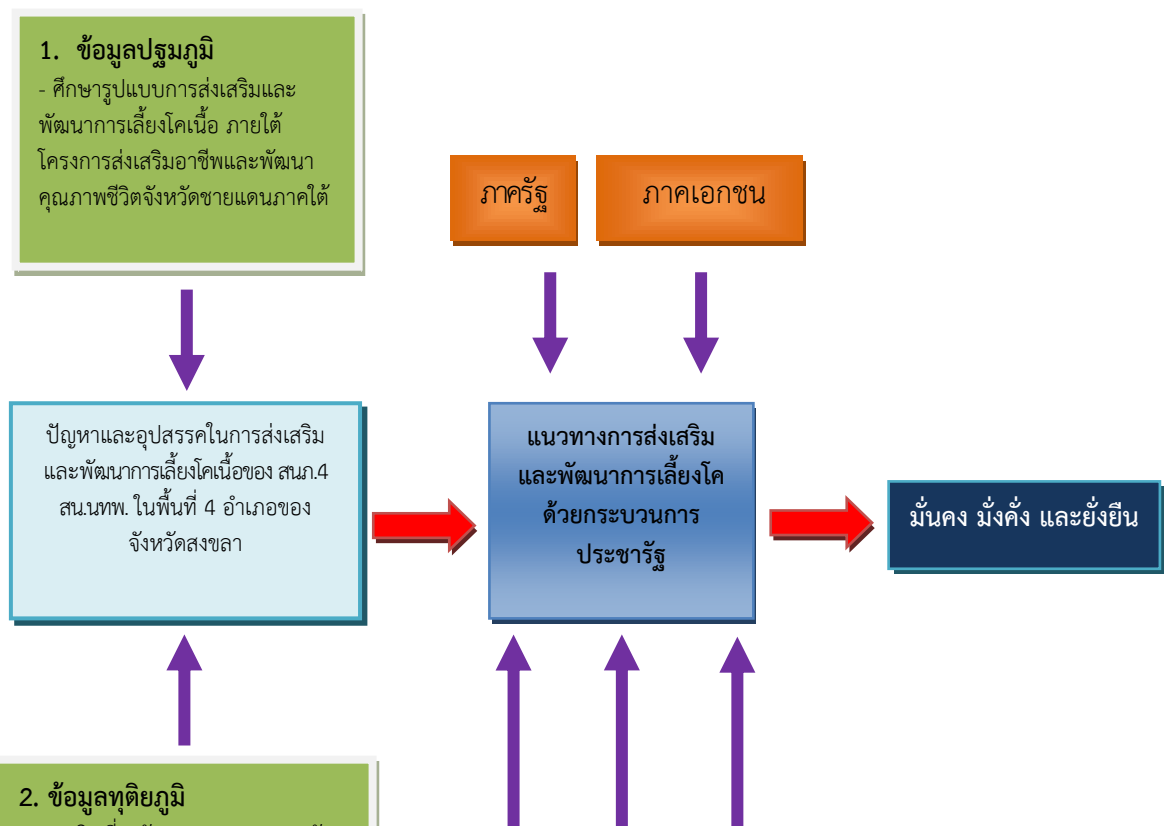 1. ข้อมูลปฐมภูมิ
- ศึกษารูปแบบการส่งเสริมและ
พัฒนาการเลี้ยงโคเนื้อ ภายใต้
โครงการส่งเสริมอาชีพและพัฒนา
คุณภาพชีวิตจังหวัดชายแดนภาคใต้
ภาครัฐ
ภาคเอกชน
ปัญหาและอุปสรรคในการส่งเสริม
และพัฒนาการเลี้ยงโคเนื้อของ สนภ.4
สน.นทพ. ในพื้นที่ 4 อำเภอของ
จังหวัดสงขลา
แนวทางการส่งเสริม
และพัฒนาการเลี้ยงโค
ด้วยกระบวนการ
ประชารัฐ
มั่นคง มั่งคั่ง และยั่งยืน
2. ข้อมูลทุติยภูมิ